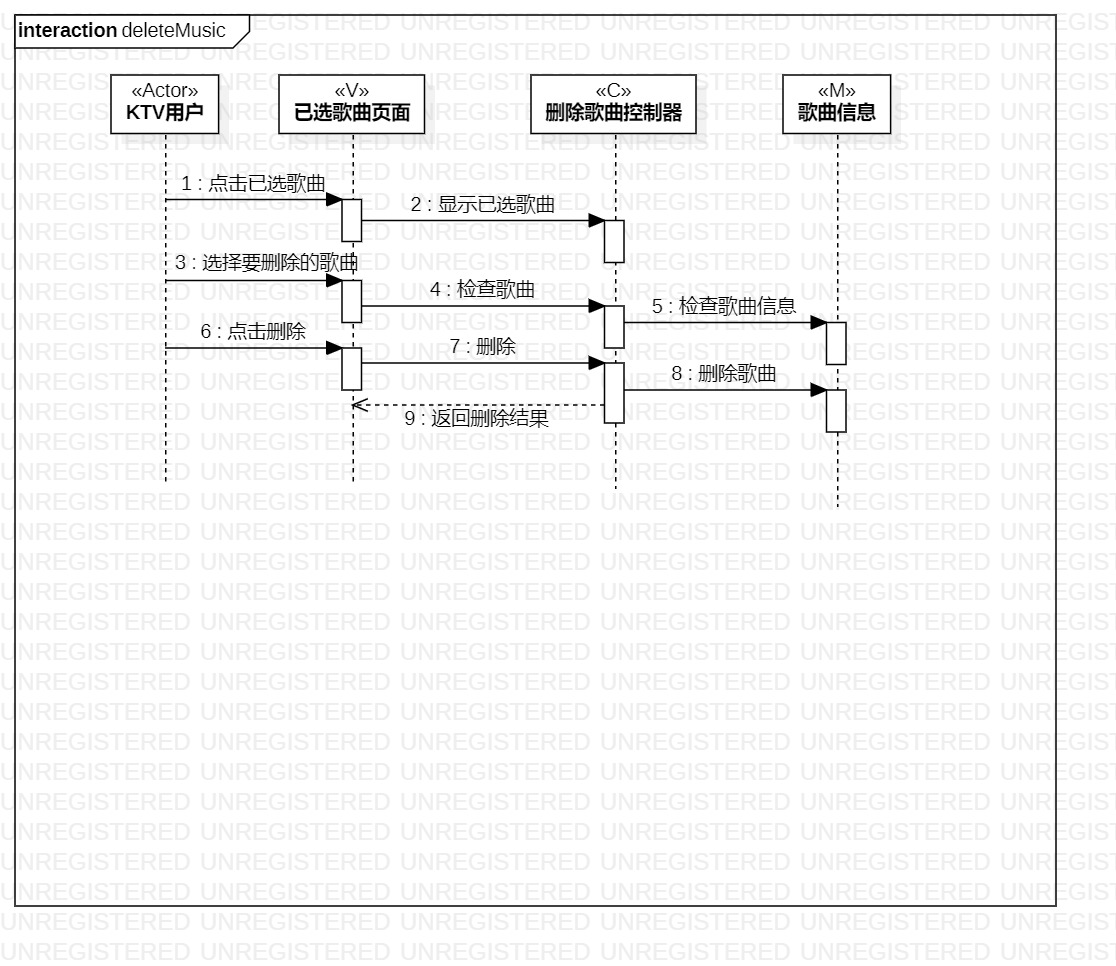 interaction deleteMusic
«Actor»
KTV用户
«V»
已选歌曲页面
«C»
删除歌曲控制器
«M»
歌曲信息
1 : 点击已选歌曲
2 : 显示已选歌曲
3 : 选择要删除的歌曲
4 : 检查歌曲
5 : 检查歌曲信息
6 : 点击删除
7 : 删除
8 : 删除歌曲
9 : 返回删除结果
UNREGISTERED UNREGISTERED UNREGISTERED UNREGISTERED UNREGISTERED UNREGISTERED